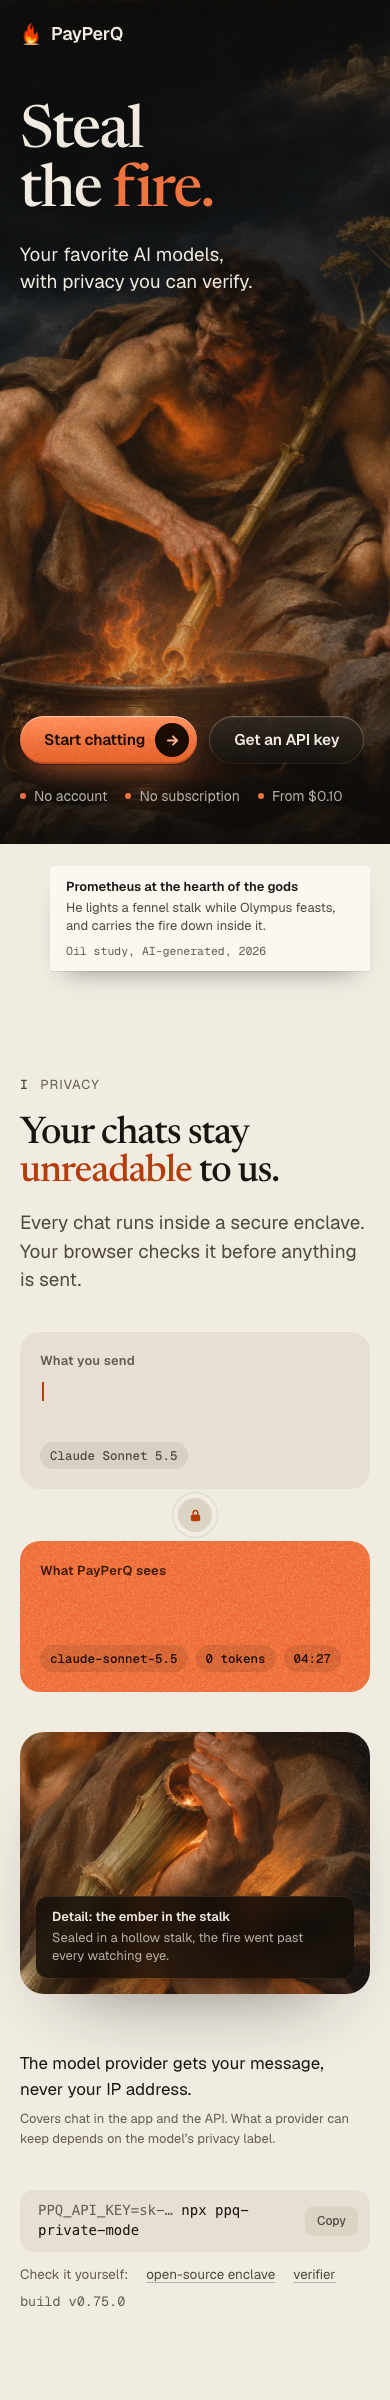 PayPerQ
Steal
the fire.
Your favorite AI models,
with privacy you can verify.
Start chatting
Get an API key
No account
No subscription
From $0.10
Prometheus at the hearth of the gods
He lights a fennel stalk while Olympus feasts,
and carries the fire down inside it.
Oil study, AI-generated, 2026
I PRIVACY
Your chats stay
unreadable to us.
Every chat runs inside a secure enclave.
Your browser checks it before anything
is sent.
What you send
Claude Sonnet 5.5
What PayPerQ sees
claude-sonnet-5.5
0 tokens
04:27
Detail: the ember in the stalk
Sealed in a hollow stalk, the fire went past
every watching eye.
The model provider gets your message,
never your IP address.
Covers chat in the app and the API. What a provider can
keep depends on the model’s privacy label.
PPQ_API_KEY=sk-… npx ppq-
private-mode
Copy
Check it yourself: open-source enclave verifier
build v0.75.0